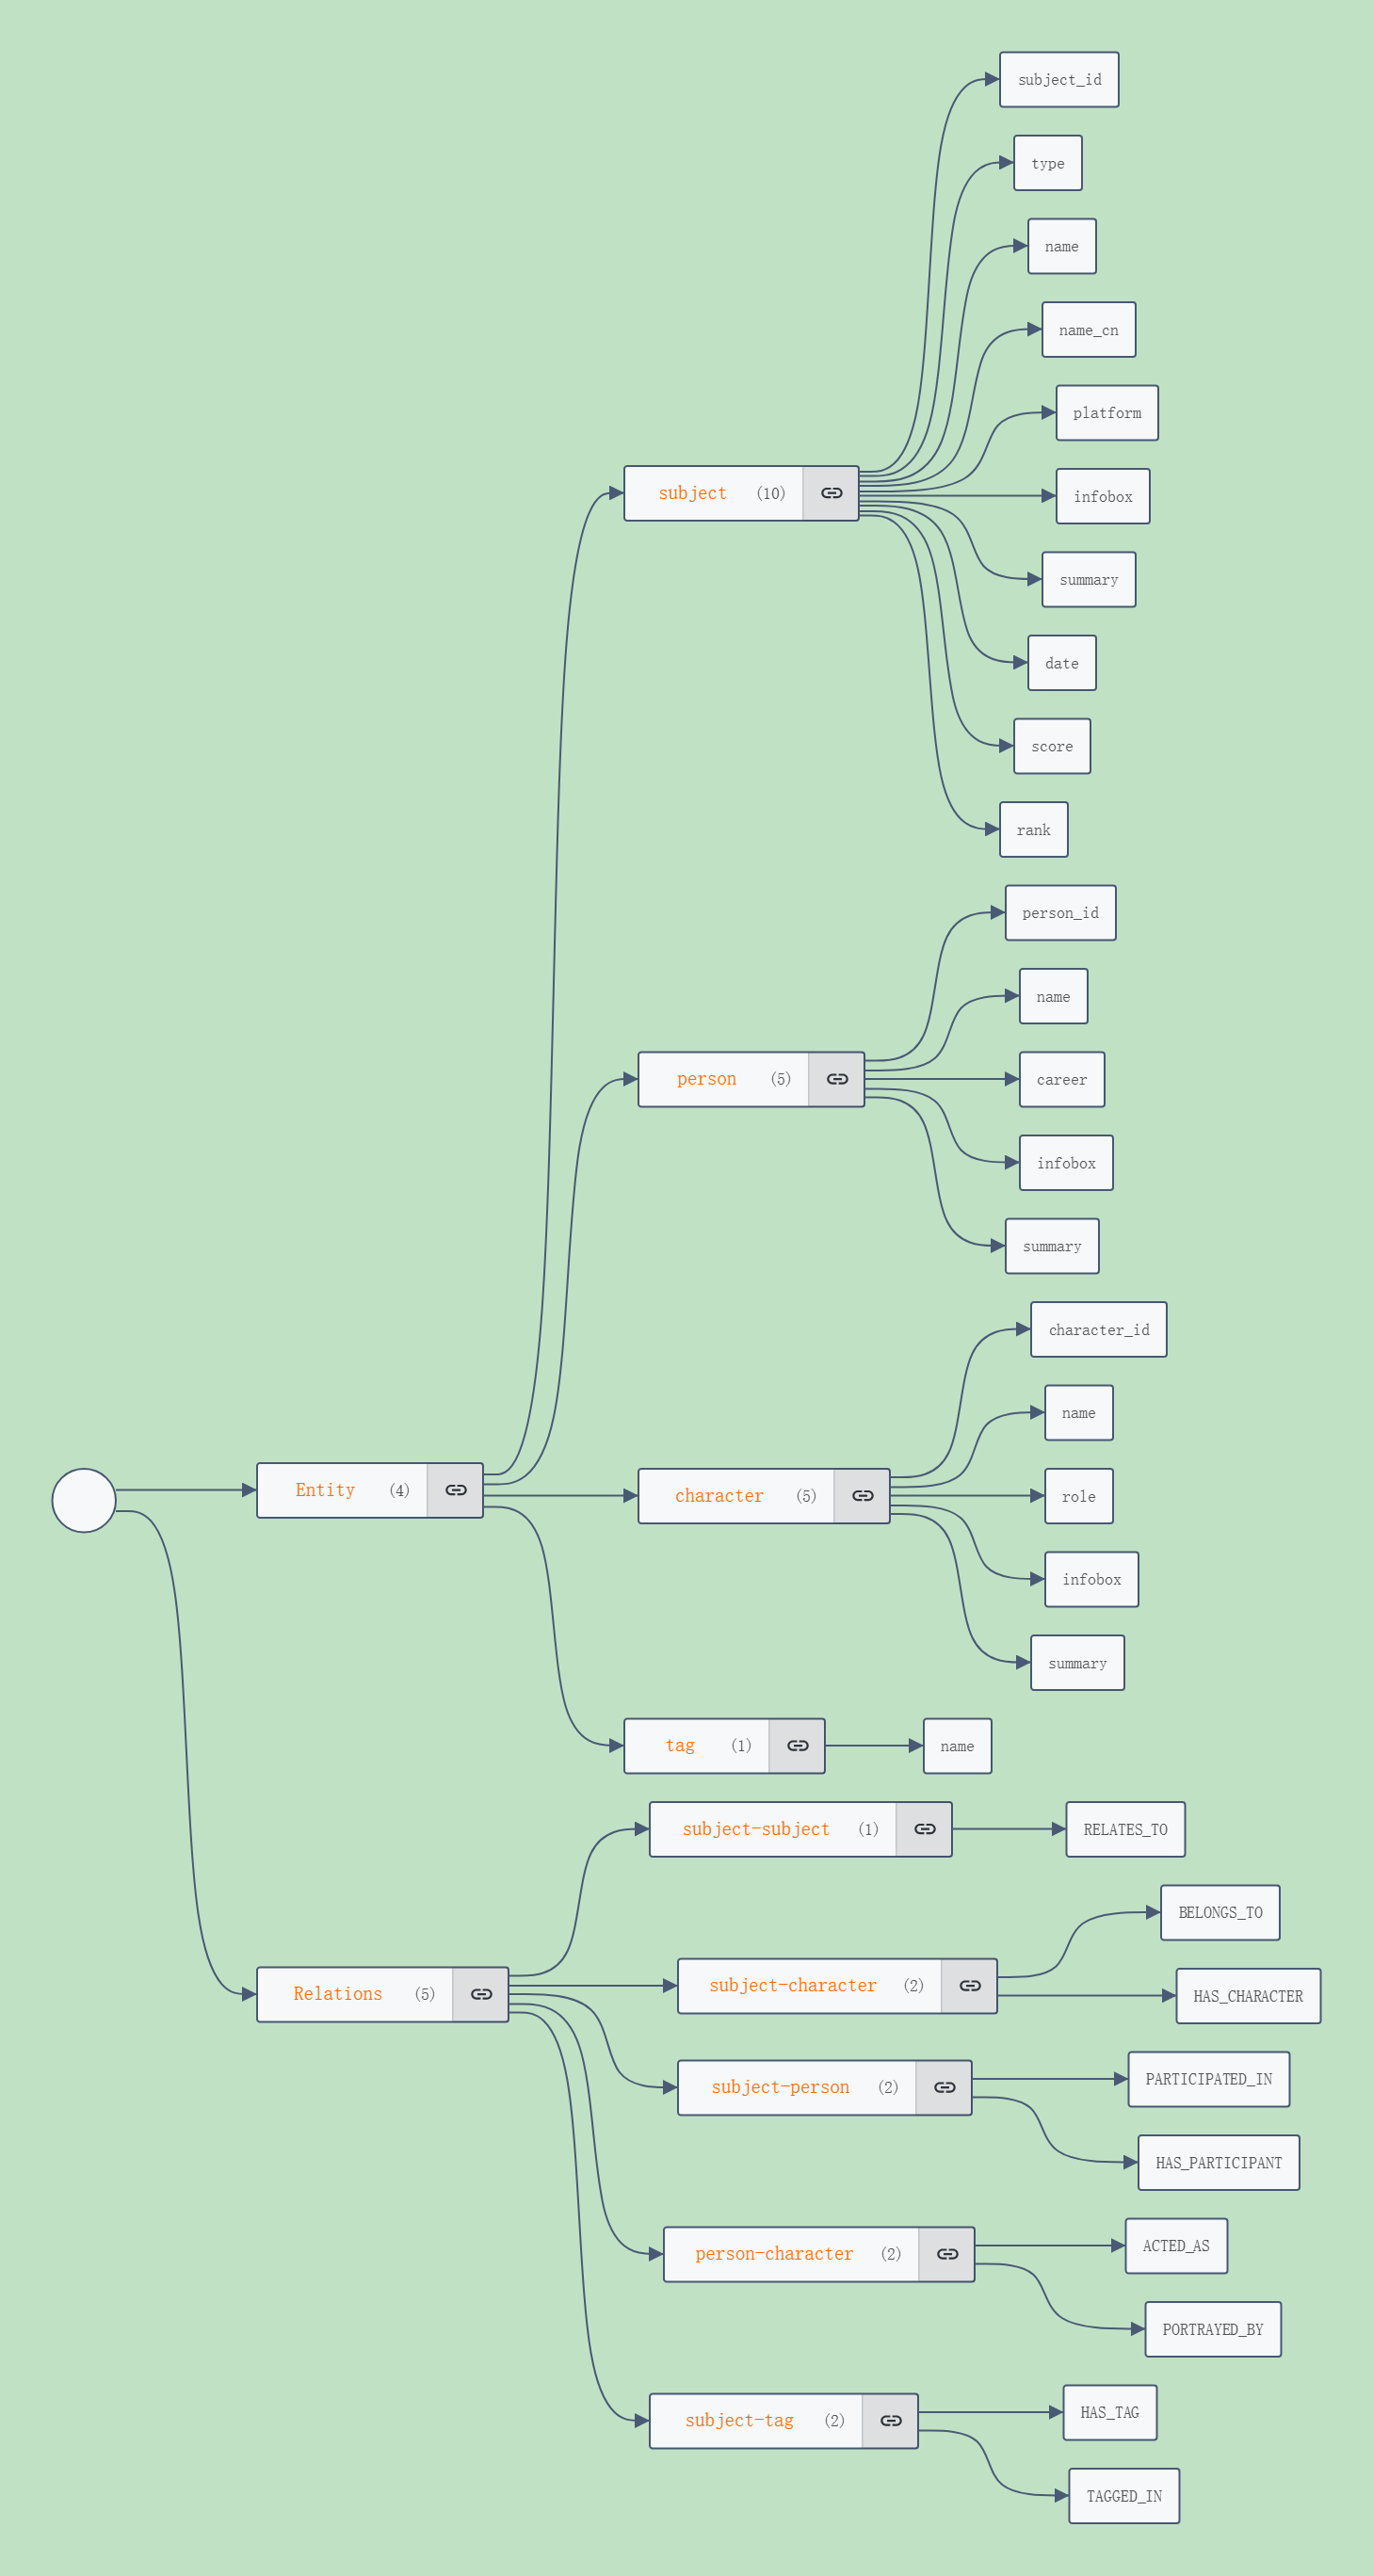 subject_id
type
name
name_cn
platform
subject (10)
infobox
summary
date
score
rank
person_id
name
person (5)
career
infobox
summary
character_id
name
Entity (4)
character (5)
role
infobox
summary
tag (1)
name
subject-subject (1)
RELATES_TO
BELONGS_TO
Relations (5)
subject-character (2)
HAS_CHARACTER
subject-person (2)
PARTICIPATED_IN
HAS_PARTICIPANT
person-character (2)
ACTED_AS
PORTRAYED_BY
subject-tag (2)
HAS_TAG
TAGGED_IN